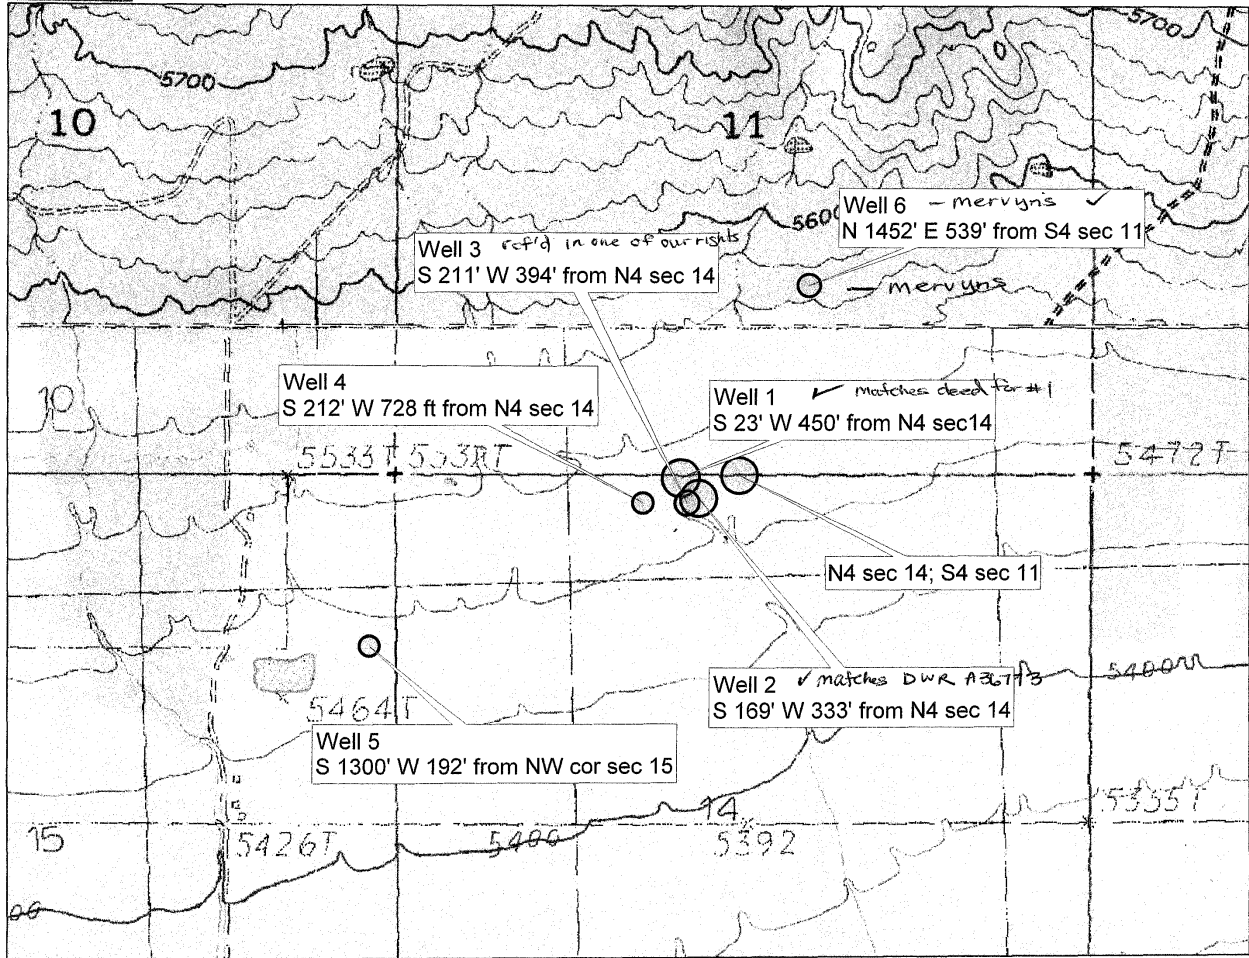 5700
5700
10
11
Well 6 – mervyns ✓
N 1452' E 539' from S4 sec 11
5600
Well 3 ref'd in one of our rights
S 211' W 394' from N4 sec 14
— mervyns
Well 4
S 212' W 728 ft from N4 sec 14
10
Well 1 ✓ matches deed for #1
S 23' W 450' from N4 sec14
5533T
5472T
N4 sec 14; S4 sec 11
Well 2 ✓ matches DWR
S 169' W 333' from N4 sec 14
5400
5464T
Well 5
S 1300' W 192' from NW cor sec 15
5355T
14
15
5426T
5400
5392
00